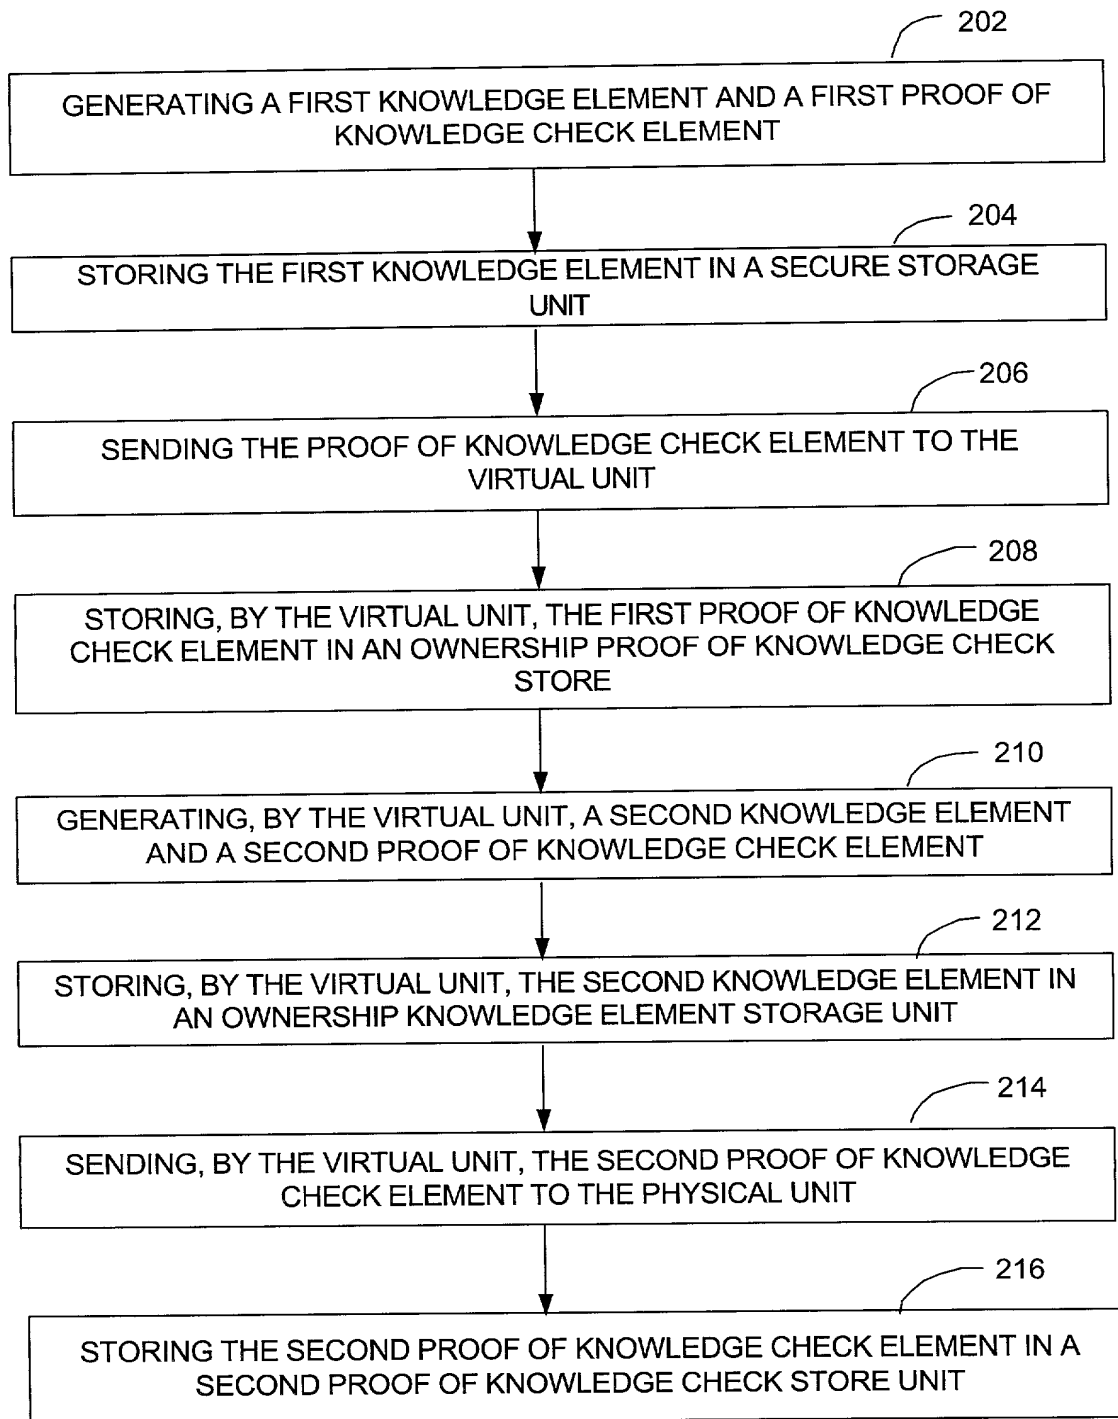 202
GENERATING A FIRST KNOWLEDGE ELEMENT AND A FIRST PROOF OF
KNOWLEDGE CHECK ELEMENT
204
STORING THE FIRST KNOWLEDGE ELEMENT IN A SECURE STORAGE
UNIT
206
SENDING THE PROOF OF KNOWLEDGE CHECK ELEMENT TO THE
VIRTUAL UNIT
208
STORING, BY THE VIRTUAL UNIT, THE FIRST PROOF OF KNOWLEDGE
CHECK ELEMENT IN AN OWNERSHIP PROOF OF KNOWLEDGE CHECK
STORE
210
GENERATING, BY THE VIRTUAL UNIT, A SECOND KNOWLEDGE ELEMENT
AND A SECOND PROOF OF KNOWLEDGE CHECK ELEMENT
212
STORING, BY THE VIRTUAL UNIT, THE SECOND KNOWLEDGE ELEMENT IN
AN OWNERSHIP KNOWLEDGE ELEMENT STORAGE UNIT
214
SENDING, BY THE VIRTUAL UNIT, THE SECOND PROOF OF KNOWLEDGE
CHECK ELEMENT TO THE PHYSICAL UNIT
216
STORING THE SECOND PROOF OF KNOWLEDGE CHECK ELEMENT IN A
SECOND PROOF OF KNOWLEDGE CHECK STORE UNIT